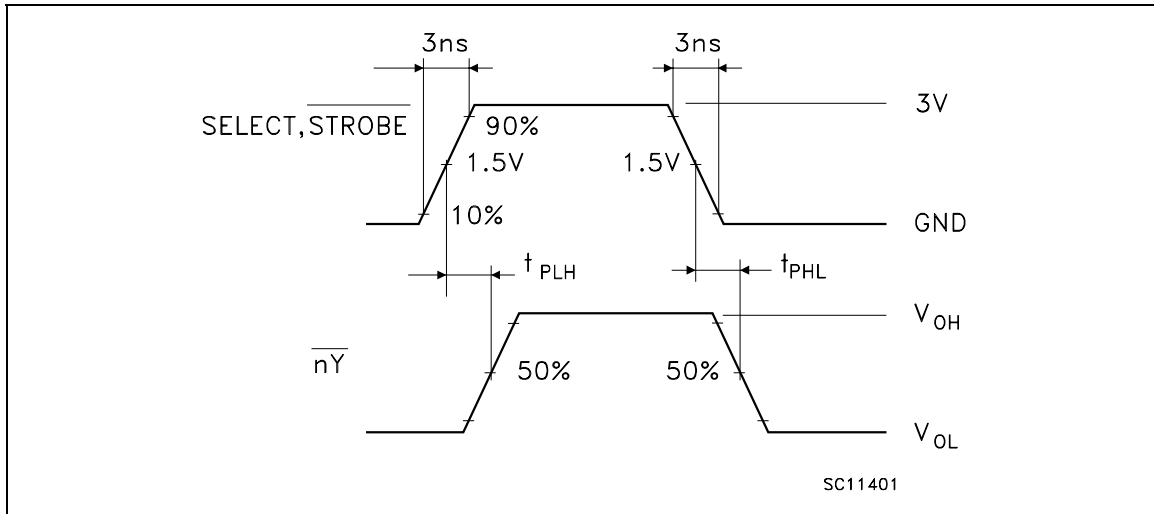 3ns 3ns
SELECT,STROBE 3V
90%
1.5V 1.5V
10%
GND
tPLH tPHL
VOH
nY 50% 50%
VOL
SC11401